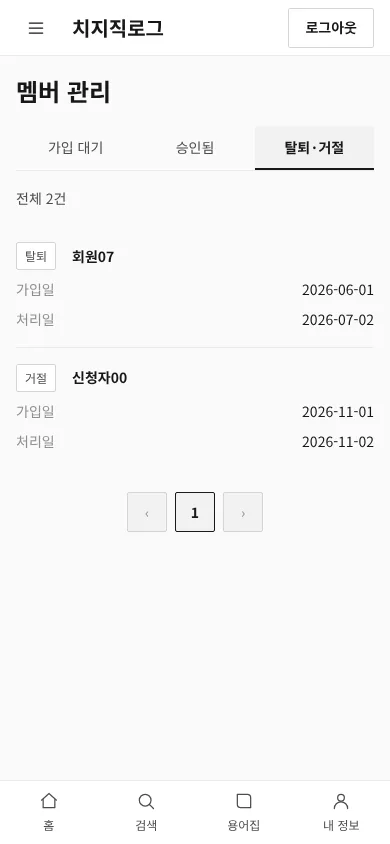 치지직로그
로그아웃
멤버 관리
가입 대기
승인됨
탈퇴·거절
전체 2건
탈퇴
회원07
가입일
2026-06-01
처리일
2026-07-02
거절
신청자00
가입일
2026-11-01
처리일
2026-11-02
‹ 1 ›
홈
검색
용어집
내 정보